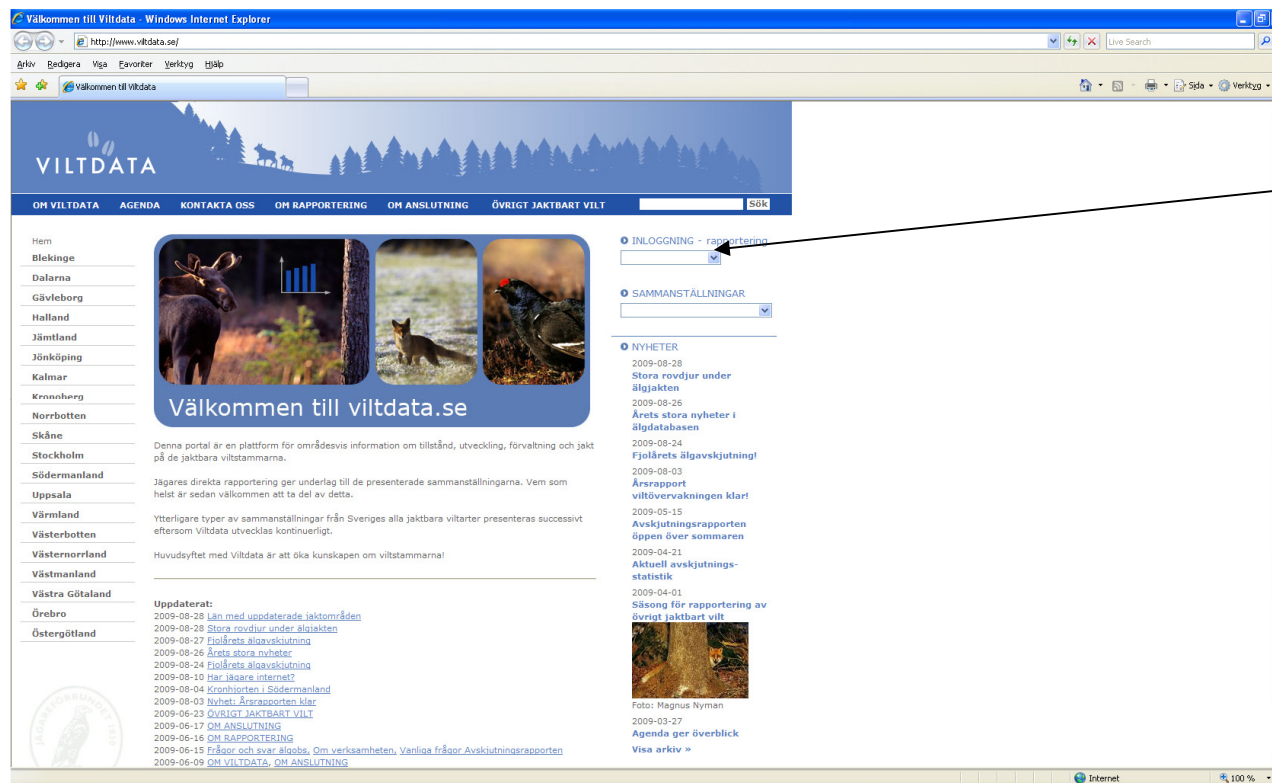 Välkommen till Viltdata - Windows Internet Explorer
http://www.viltdata.se/
Live Search
Arkiv Redigera Visa Favoriter Verktyg Hjälp
Välkommen till Viltdata
Sida Verktyg
VILTDATA
OM VILTDATA AGENDA KONTAKTA OSS OM RAPPORTERING OM ANSLUTNING ÖVRIGT JAKTBART VILT Sök
Hem
Blekinge
Dalarna
Gävleborg
Halland
Jämtland
Jönköping
Kalmar
Kronoberg
Norrbotten
Skåne
Stockholm
Södermanland
Uppsala
Värmland
Västerbotten
Västernorrland
Västmanland
Västra Götaland
Örebro
Östergötland
JÄGAREFÖRBUNDET 1830
Välkommen till viltdata.se
Denna portal är en plattform för områdesvis information om tillstånd, utveckling, förvaltning och jakt
på de jaktbara viltstammarna.
Jägares direkta rapportering ger underlag till de presenterade sammanställningarna. Vem som
helst är sedan välkommen att ta del av detta.
Ytterligare typer av sammanställningar från Sveriges alla jaktbara viltarter presenteras successivt
eftersom Viltdata utvecklas kontinuerligt.
Huvudsyftet med Viltdata är att öka kunskapen om viltstammarna!
Uppdaterat:
2009-08-28 Län med uppdaterade jaktområden
2009-08-28 Stora rovdjur under älgjakten
2009-08-27 Fjolårets älgavskjutning
2009-08-26 Årets stora nyheter
2009-08-24 Fjolårets älgavskjutning
2009-08-10 Har jägare internet?
2009-08-04 Kronhjorten i Södermanland
2009-08-03 Nyhet: Årsrapporten klar
2009-06-23 ÖVRIGT JAKTBART VILT
2009-06-17 OM ANSLUTNING
2009-06-16 OM RAPPORTERING
2009-06-15 Frågor och svar älgobs, Om verksamheten, Vanliga frågor Avskjutningsrapporten
2009-06-09 OM VILTDATA, OM ANSLUTNING
INLOGGNING - rapportering
SAMMANSTÄLLNINGAR
NYHETER
2009-08-28
Stora rovdjur under
älgjakten
2009-08-26
Årets stora nyheter i
älgdatabasen
2009-08-24
Fjolårets älgavskjutning!
2009-08-03
Årsrapport
viltövervakningen klar!
2009-05-15
Avskjutningsrapporten
öppen över sommaren
2009-04-21
Aktuell avskjutnings-
statistik
2009-04-01
Säsong för rapportering av
övrigt jaktbart vilt
Foto: Magnus Nyman
2009-03-27
Agenda ger överblick
Visa arkiv »
Internet 100 %